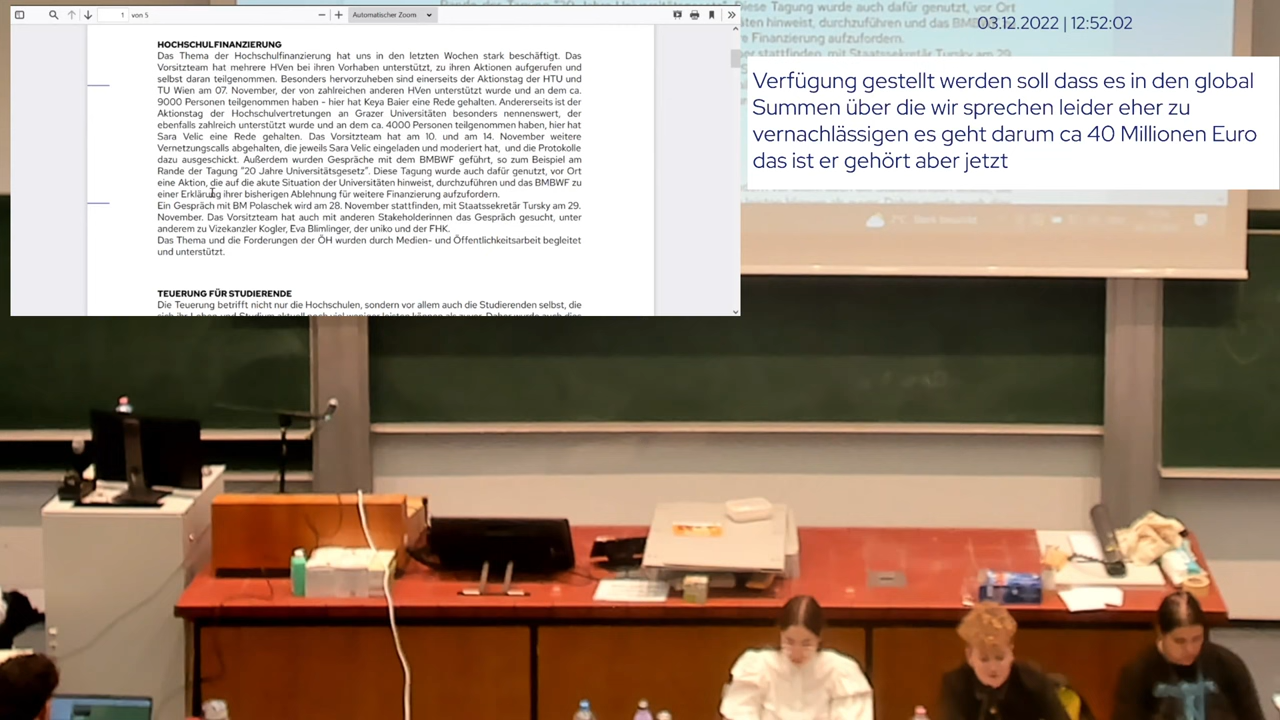 1 von 5
Automatischer Zoom
HOCHSCHULFINANZIERUNG
Das Thema der Hochschulfinanzierung hat uns in den letzten Wochen stark beschäftigt. Das
Vorsitzteam hat mehrere HVen bei ihren Vorhaben unterstützt, zu ihren Aktionen aufgerufen und
selbst daran teilgenommen. Besonders hervorzuheben sind einerseits der Aktionstag der HTU und
TU Wien am 07. November, der von zahlreichen anderen HVen unterstützt wurde und an dem ca.
9000 Personen teilgenommen haben - hier hat Keya Baier eine Rede gehalten. Andererseits ist der
Aktionstag der Hochschulvertretungen an Grazer Universitäten besonders nennenswert, der
ebenfalls zahlreich unterstützt wurde und an dem ca. 4000 Personen teilgenommen haben, hier hat
Sara Velic eine Rede gehalten. Das Vorsitzteam hat am 10. und am 14. November weitere
Vernetzungscalls abgehalten, die jeweils Sara Velic eingeladen und moderiert hat, und die Protokolle
dazu ausgeschickt. Außerdem wurden Gespräche mit dem BMBWF geführt, so zum Beispiel am
Rande der Tagung "20 Jahre Universitätsgesetz". Diese Tagung wurde auch dafür genutzt, vor Ort
eine Aktion, die auf die akute Situation der Universitäten hinweist, durchzuführen und das BMBWF zu
einer Erklärung ihrer bisherigen Ablehnung für weitere Finanzierung aufzufordern.
Ein Gespräch mit BM Polaschek wird am 28. November stattfinden, mit Staatssekretär Tursky am 29.
November. Das Vorsitzteam hat auch mit anderen Stakeholderinnen das Gespräch gesucht, unter
anderem zu Vizekanzler Kogler, Eva Blimlinger, der uniko und der FHK.
Das Thema und die Forderungen der ÖH wurden durch Medien- und Öffentlichkeitsarbeit begleitet
und unterstützt.
TEUERUNG FÜR STUDIERENDE
Die Teuerung betrifft nicht nur die Hochschulen, sondern vor allem auch die Studierenden selbst, die
03.12.2022 | 12:52:02
Verfügung gestellt werden soll dass es in den global
Summen über die wir sprechen leider eher zu
vernachlässigen es geht darum ca 40 Millionen Euro
das ist er gehört aber jetzt